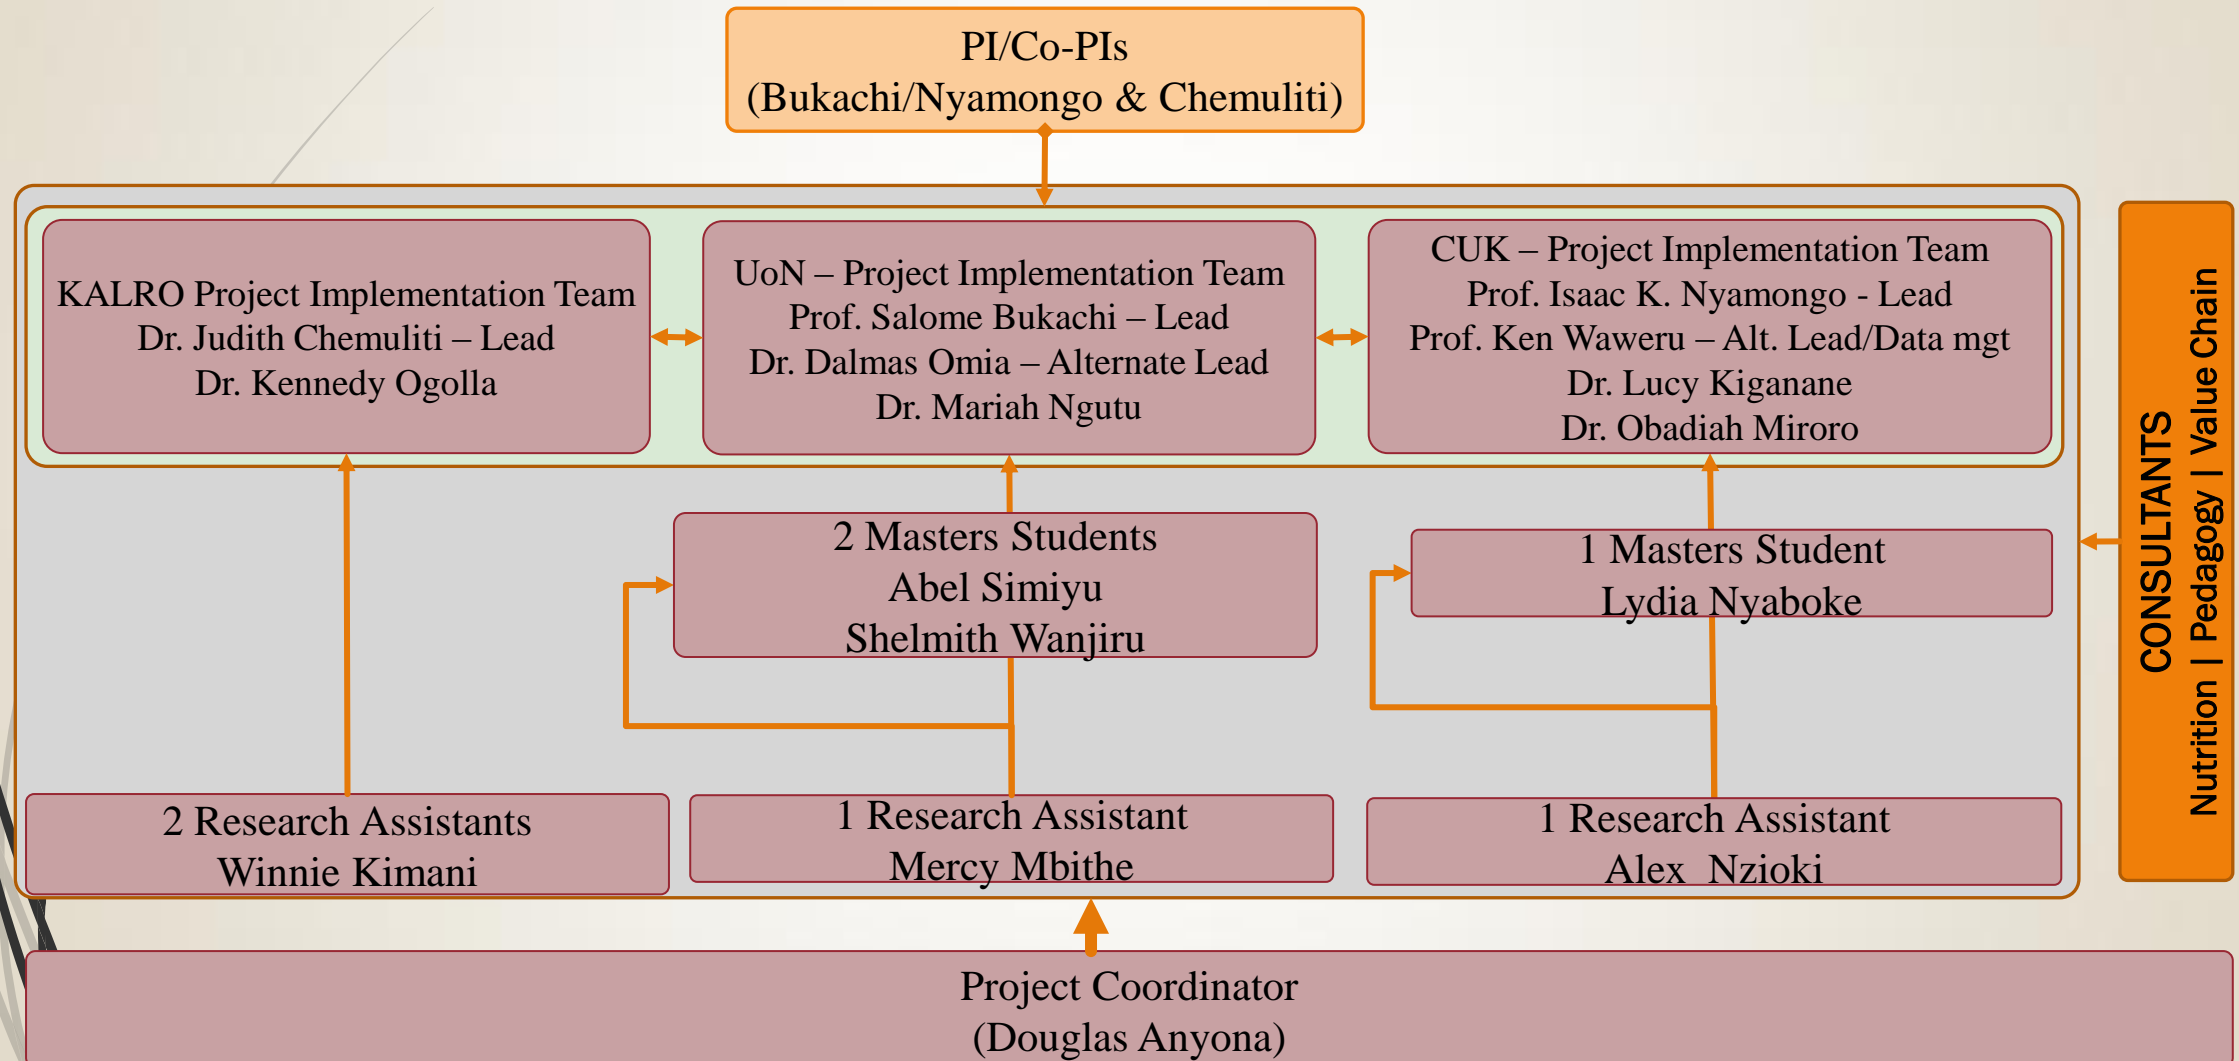 PI/Co-PIs
(Bukachi/Nyamongo & Chemuliti)
KALRO Project Implementation Team
Dr. Judith Chemuliti – Lead
Dr. Kennedy Ogolla
UoN – Project Implementation Team
Prof. Salome Bukachi – Lead
Dr. Dalmas Omia – Alternate Lead
Dr. Mariah Ngutu
CUK – Project Implementation Team
Prof. Isaac K. Nyamongo - Lead
Prof. Ken Waweru – Alt. Lead/Data mgt
Dr. Lucy Kiganane
Dr. Obadiah Miroro
2 Masters Students
Abel Simiyu
Shelmith Wanjiru
1 Masters Student
Lydia Nyaboke
2 Research Assistants
Winnie Kimani
1 Research Assistant
Mercy Mbithe
1 Research Assistant
Alex  Nzioki
CONSULTANTS
Nutrition | Pedagogy | Value Chain
Project Coordinator
(Douglas Anyona)